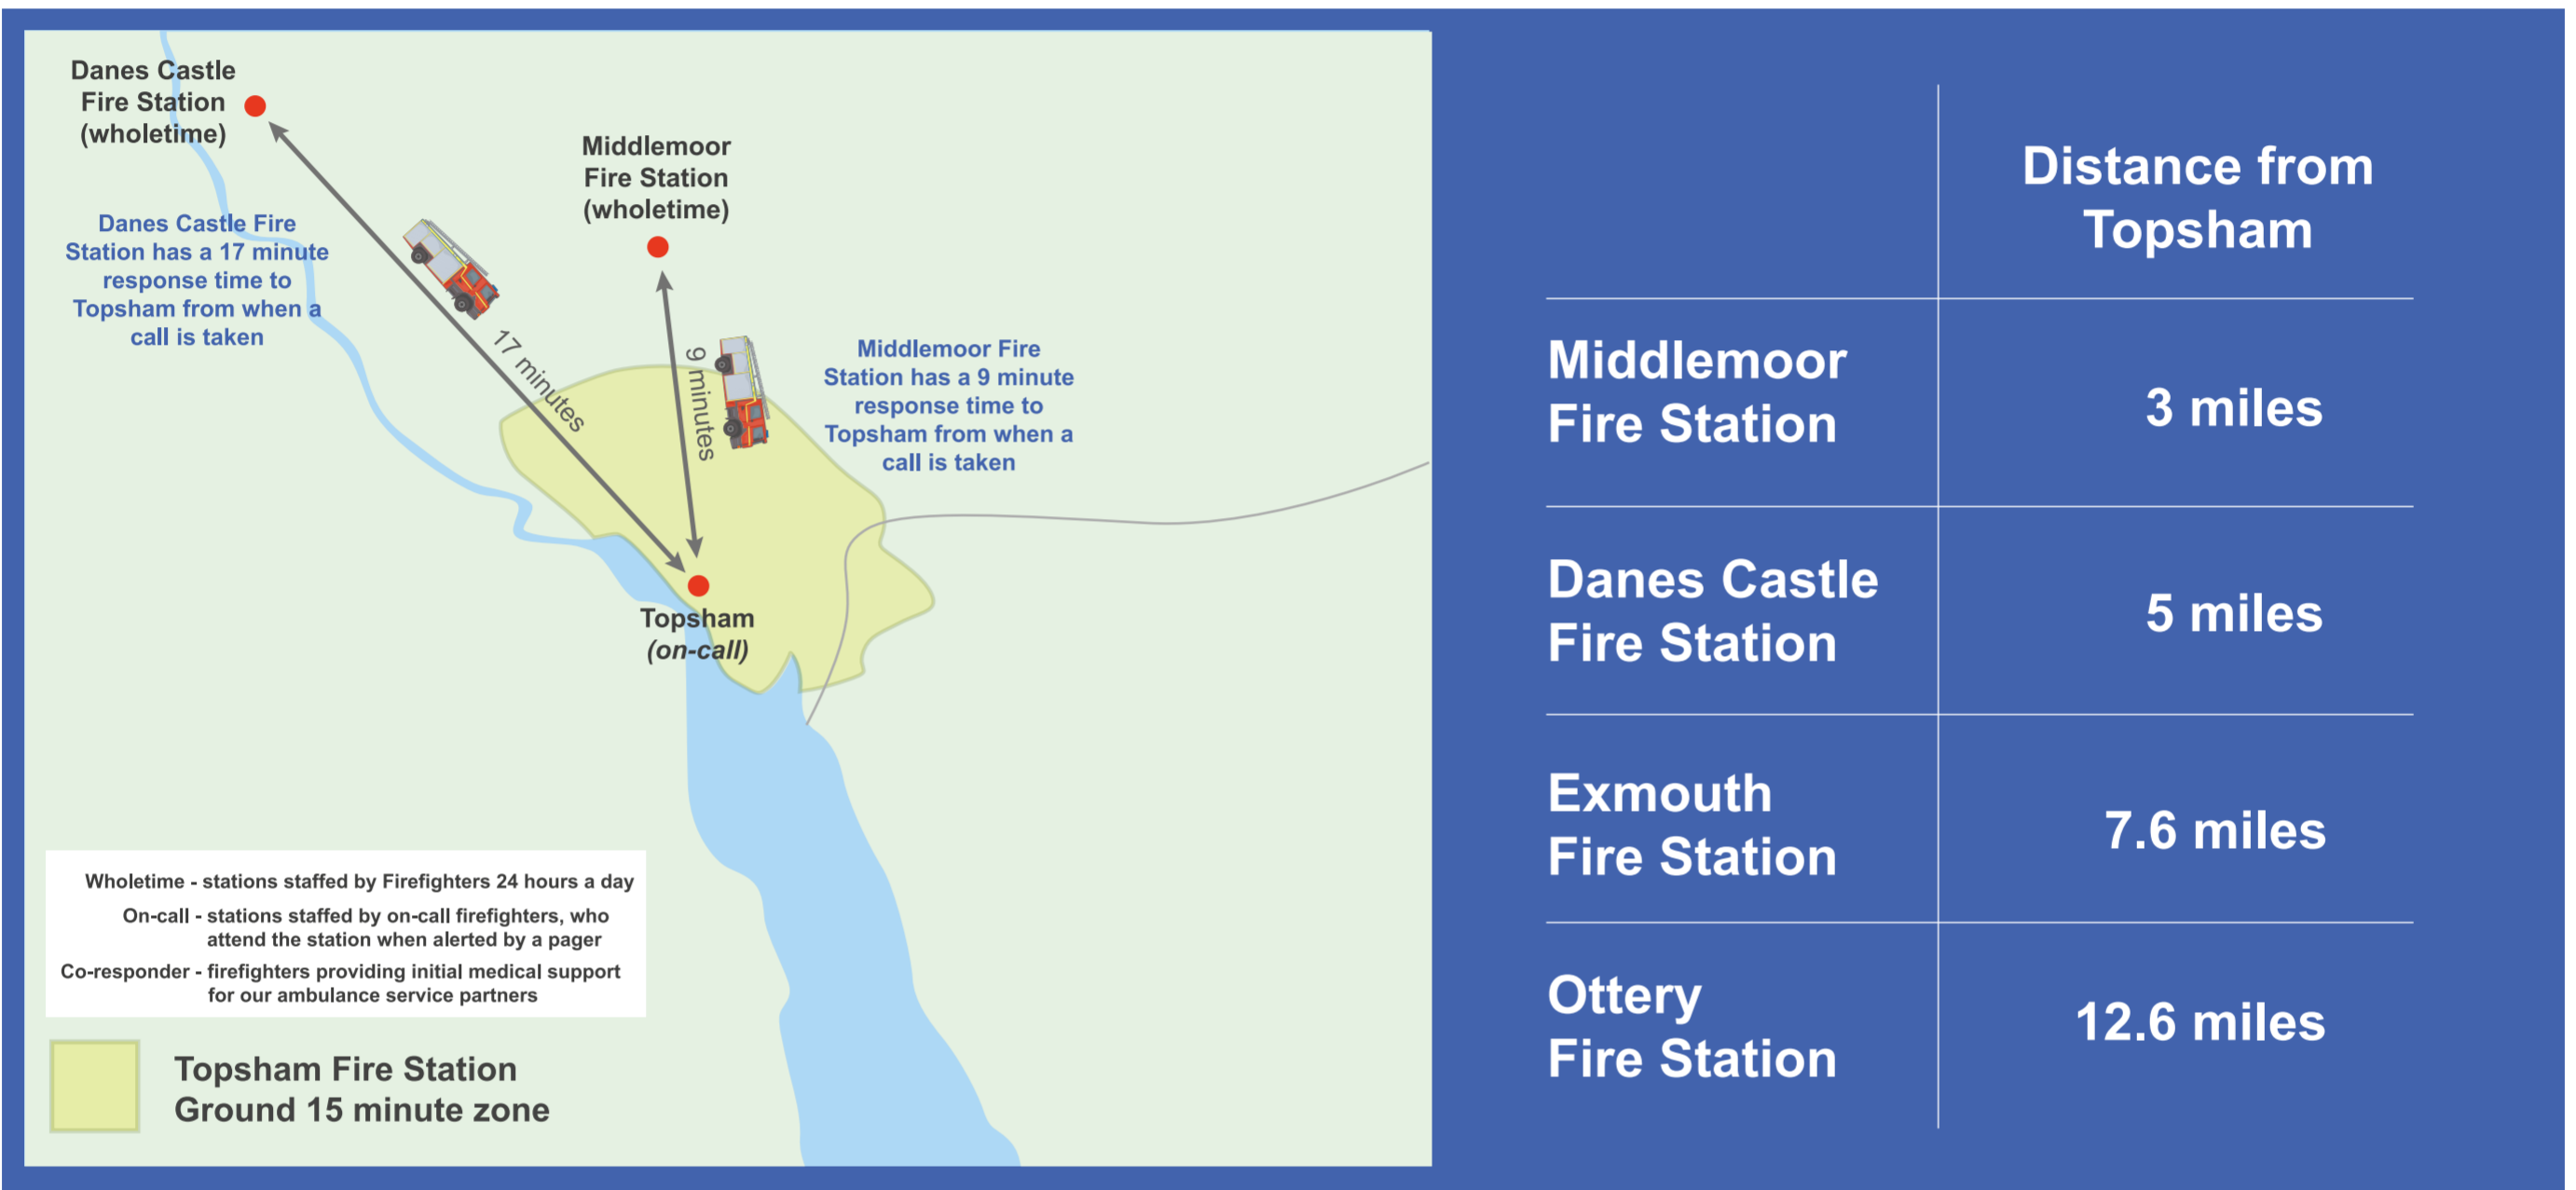 Danes Castle
Fire Station
(wholetime)
Middlemoor
Fire Station
(wholetime)
Danes Castle Fire
Station has a 17 minute
response time to
Topsham from when a
call is taken
17 minutes
9 minutes
Middlemoor Fire
Station has a 9 minute
response time to
Topsham from when a
call is taken
Topsham
(on-call)
Wholetime - stations staffed by Firefighters 24 hours a day
On-call - stations staffed by on-call firefighters, who
attend the station when alerted by a pager
Co-responder - firefighters providing initial medical support
for our ambulance service partners
Topsham Fire Station
Ground 15 minute zone
Distance from
Topsham
Middlemoor
Fire Station
3 miles
Danes Castle
Fire Station
5 miles
Exmouth
Fire Station
7.6 miles
Ottery
Fire Station
12.6 miles